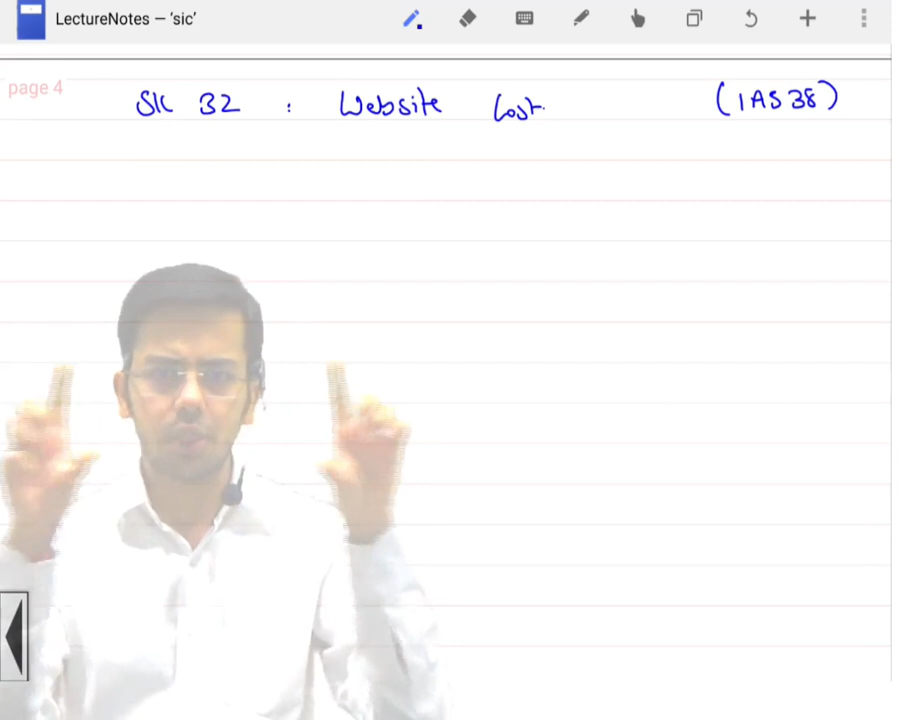 LectureNotes – ‘sic’
page 4
SIC 32 : Website Cost. (IAS 38)